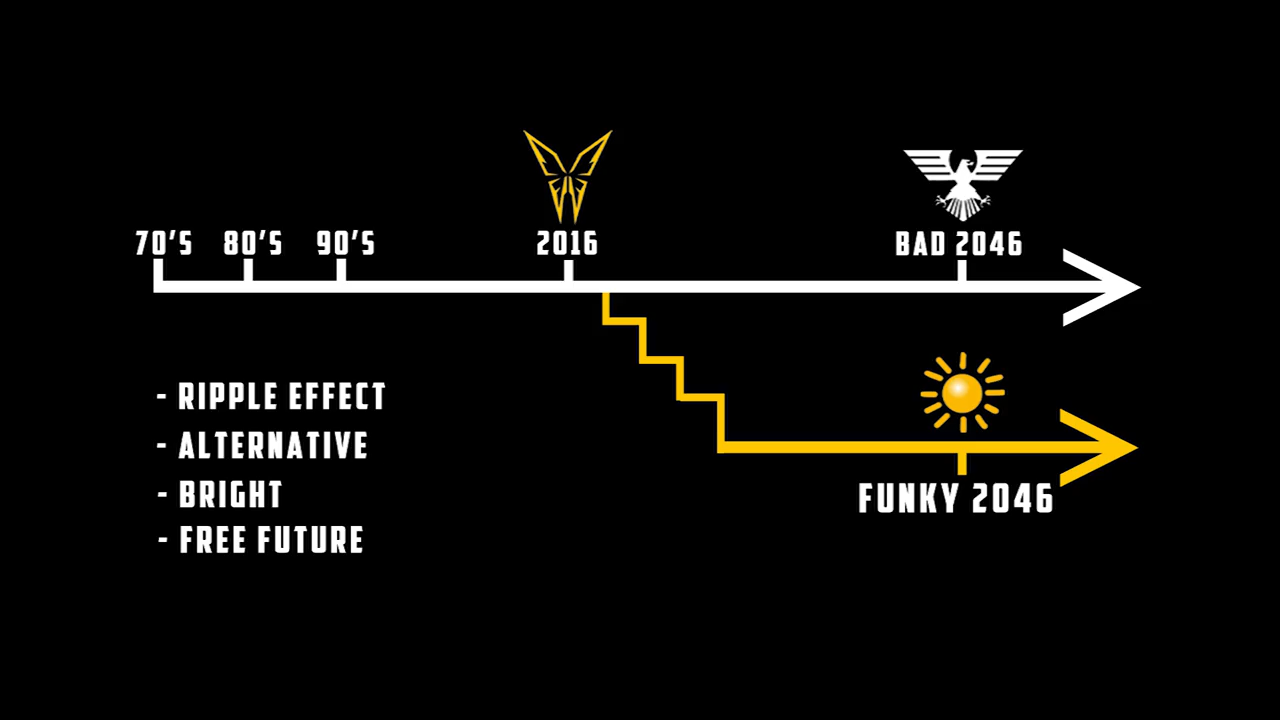 70'S 80'S 90'S 2016 BAD 2046
- RIPPLE EFFECT
- ALTERNATIVE
- BRIGHT
- FREE FUTURE
FUNKY 2046